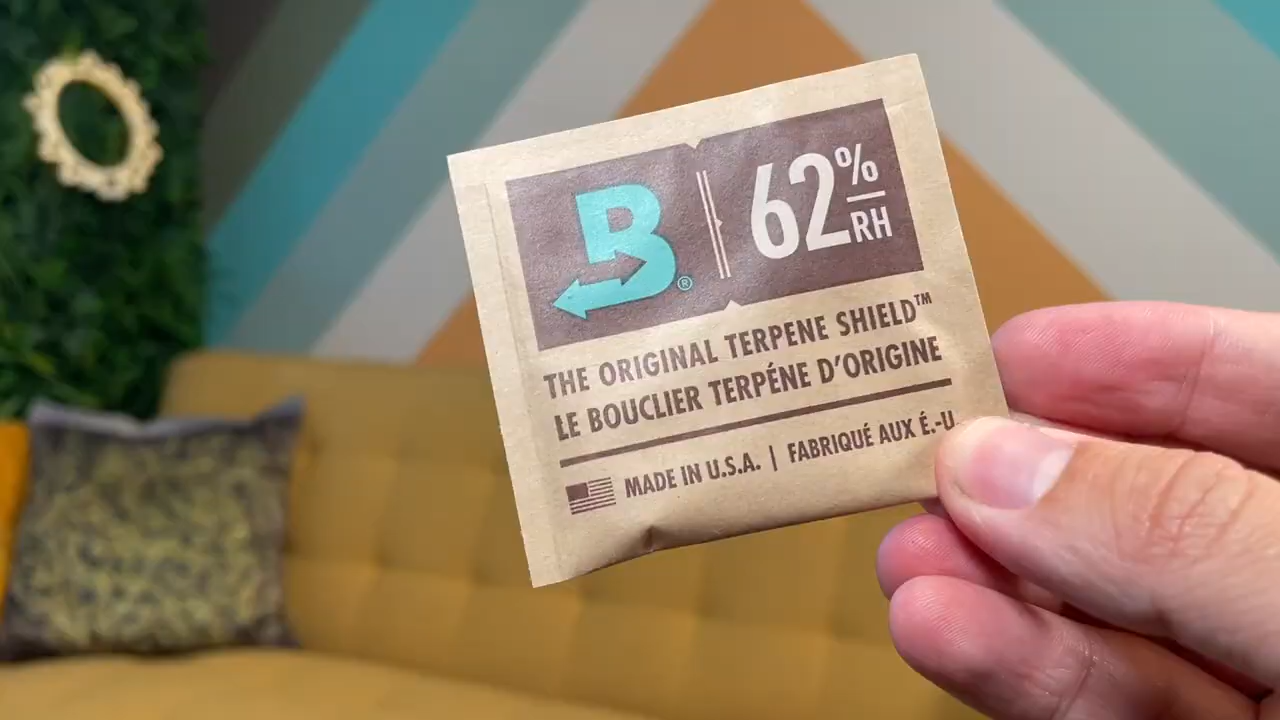 B® 62% RH
THE ORIGINAL TERPENE SHIELD™
LE BOUCLIER TERPÉNE D'ORIGINE
MADE IN U.S.A. | FABRIQUÉ AUX É.-U.